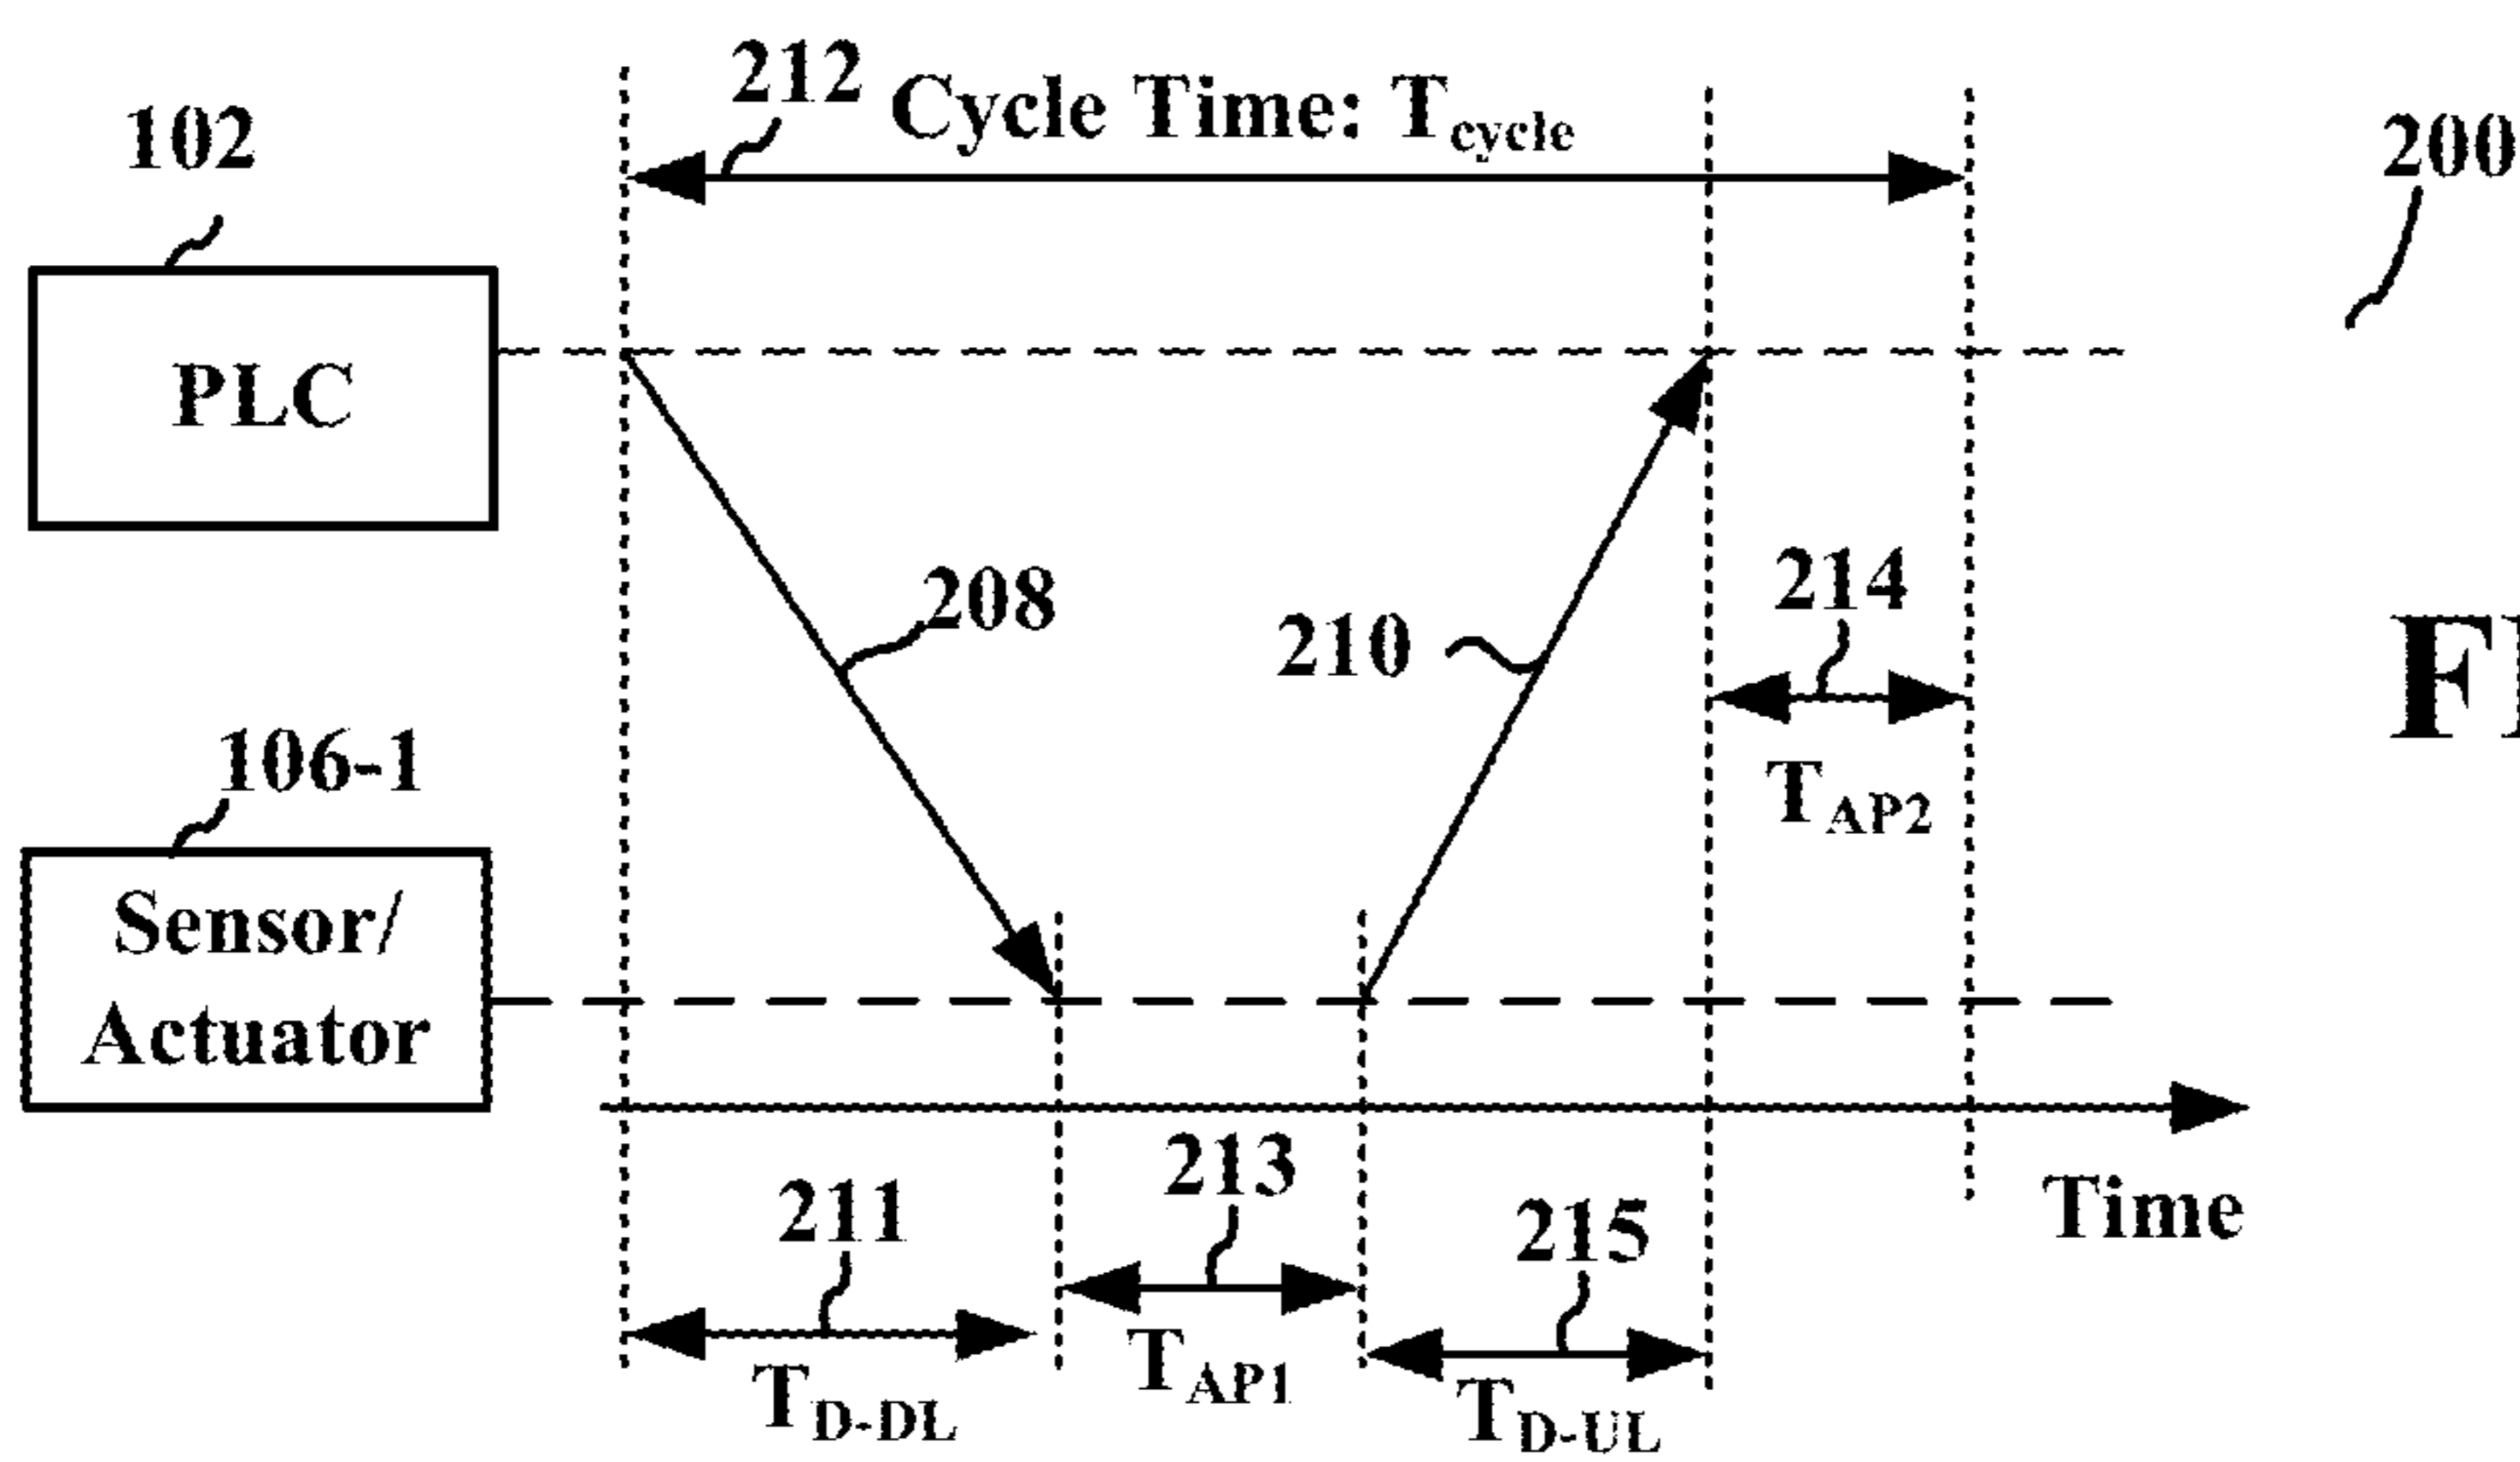 212
Cycle Time: Tcycle
102
200
PLC
208
210
214
TAP2
106-1
Sensor/
Actuator
213
211
215
Time
TAP1
TD-DL
TD-UL